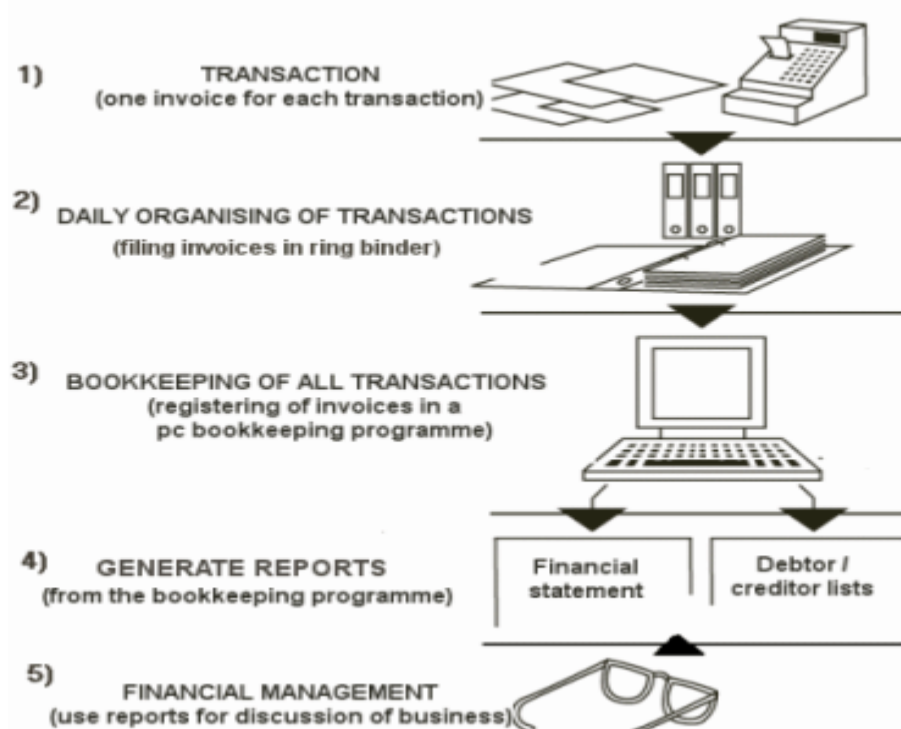 1)
TRANSACTION
(one invoice for each transaction)
2)
DAILY ORGANISING OF TRANSACTIONS
(filing invoices in ring binder)
3)
BOOKKEEPING OF ALL TRANSACTIONS
(registering of invoices in a
pc bookkeeping programme)
4)
GENERATE REPORTS
(from the bookkeeping programme)
Financial
statement
Debtor /
creditor lists
5)
FINANCIAL MANAGEMENT
(use reports for discussion of business)